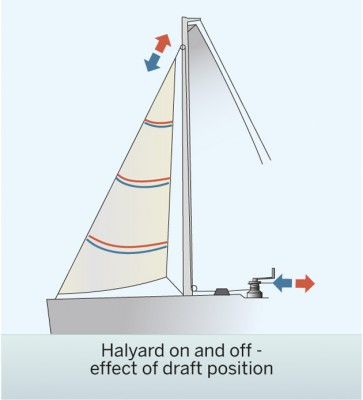 Halyard on and off -
effect of draft position